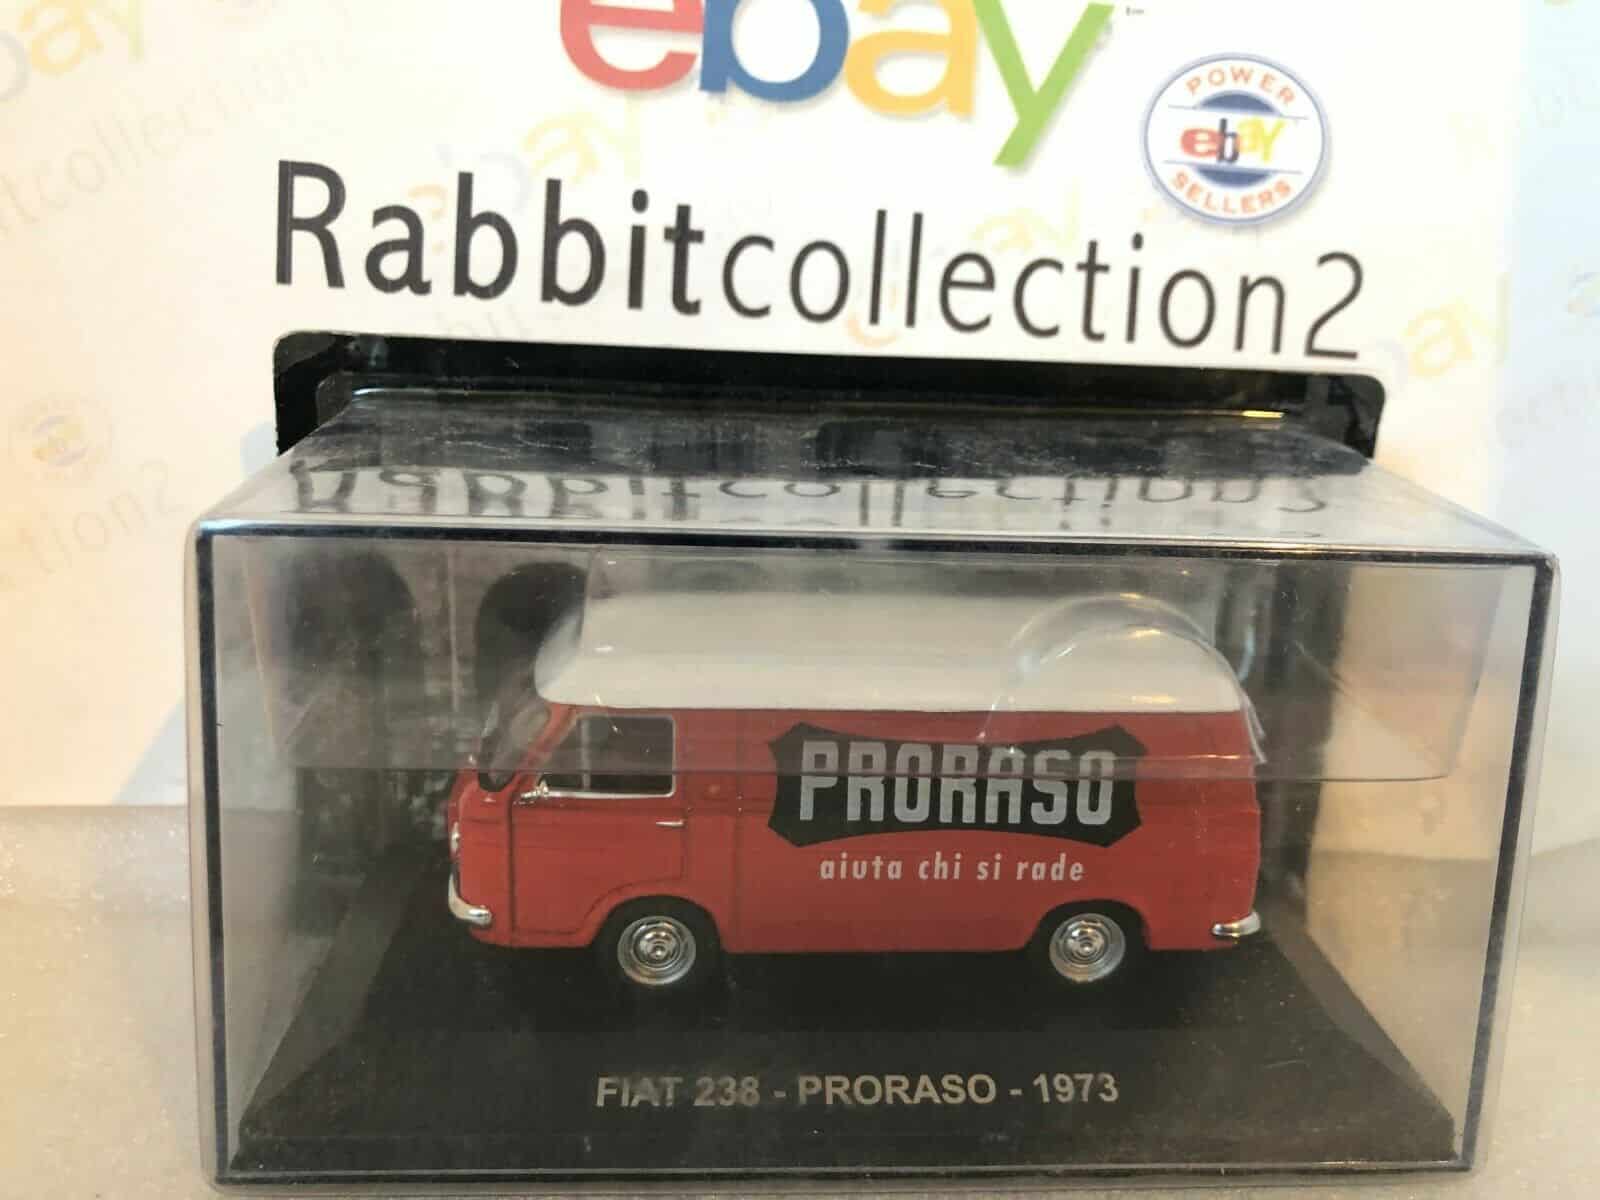 ebay
POWER
ebay
SELLERS
Rabbitcollection2
PRORASO
aiuta chi si rade
FIAT 238 - PRORASO - 1973